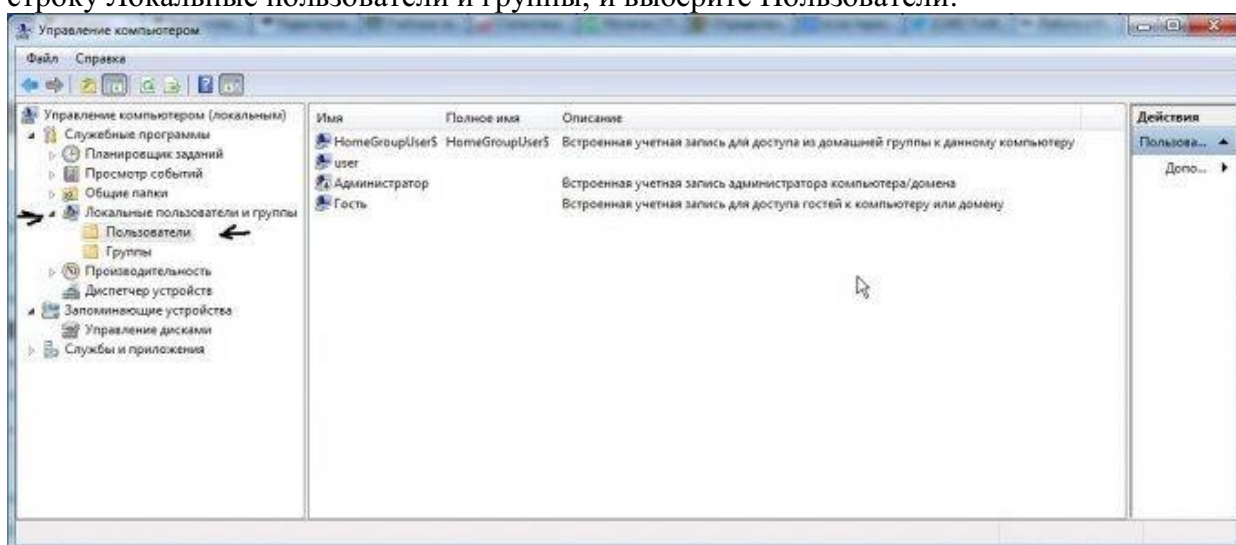 строку Локальные пользователи и группы, и выберите Пользователи.
Управление компьютером
Файл Справка
Управление компьютером (локальным)
Служебные программы
Планировщик заданий
Просмотр событий
Общие папки
Локальные пользователи и группы
Пользователи
Группы
Производительность
Диспетчер устройств
Запоминающие устройства
Управление дисками
Службы и приложения
Имя Полное имя Описание
HomeGroupUser$ HomeGroupUser$ Встроенная учетная запись для доступа из домашней группы к данному компьютеру
user
Администратор Встроенная учетная запись администратора компьютера/домена
Гость Встроенная учетная запись для доступа гостей к компьютеру или домену
Действия
Пользова...
Допо...